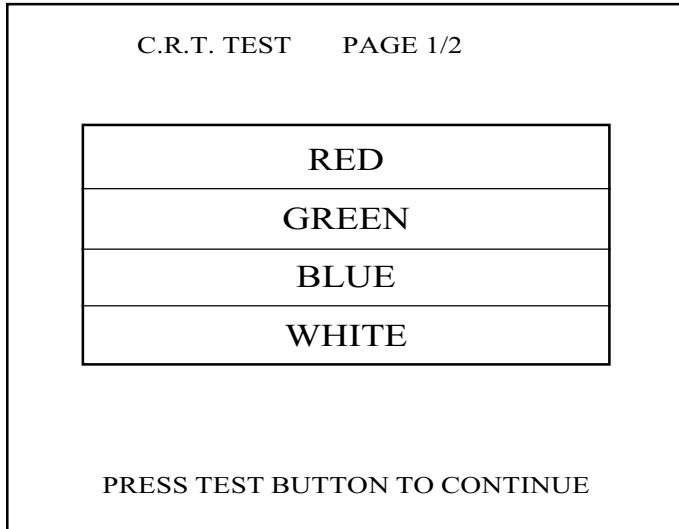 C.R.T. TEST PAGE 1/2
RED
GREEN
BLUE
WHITE
PRESS TEST BUTTON TO CONTINUE